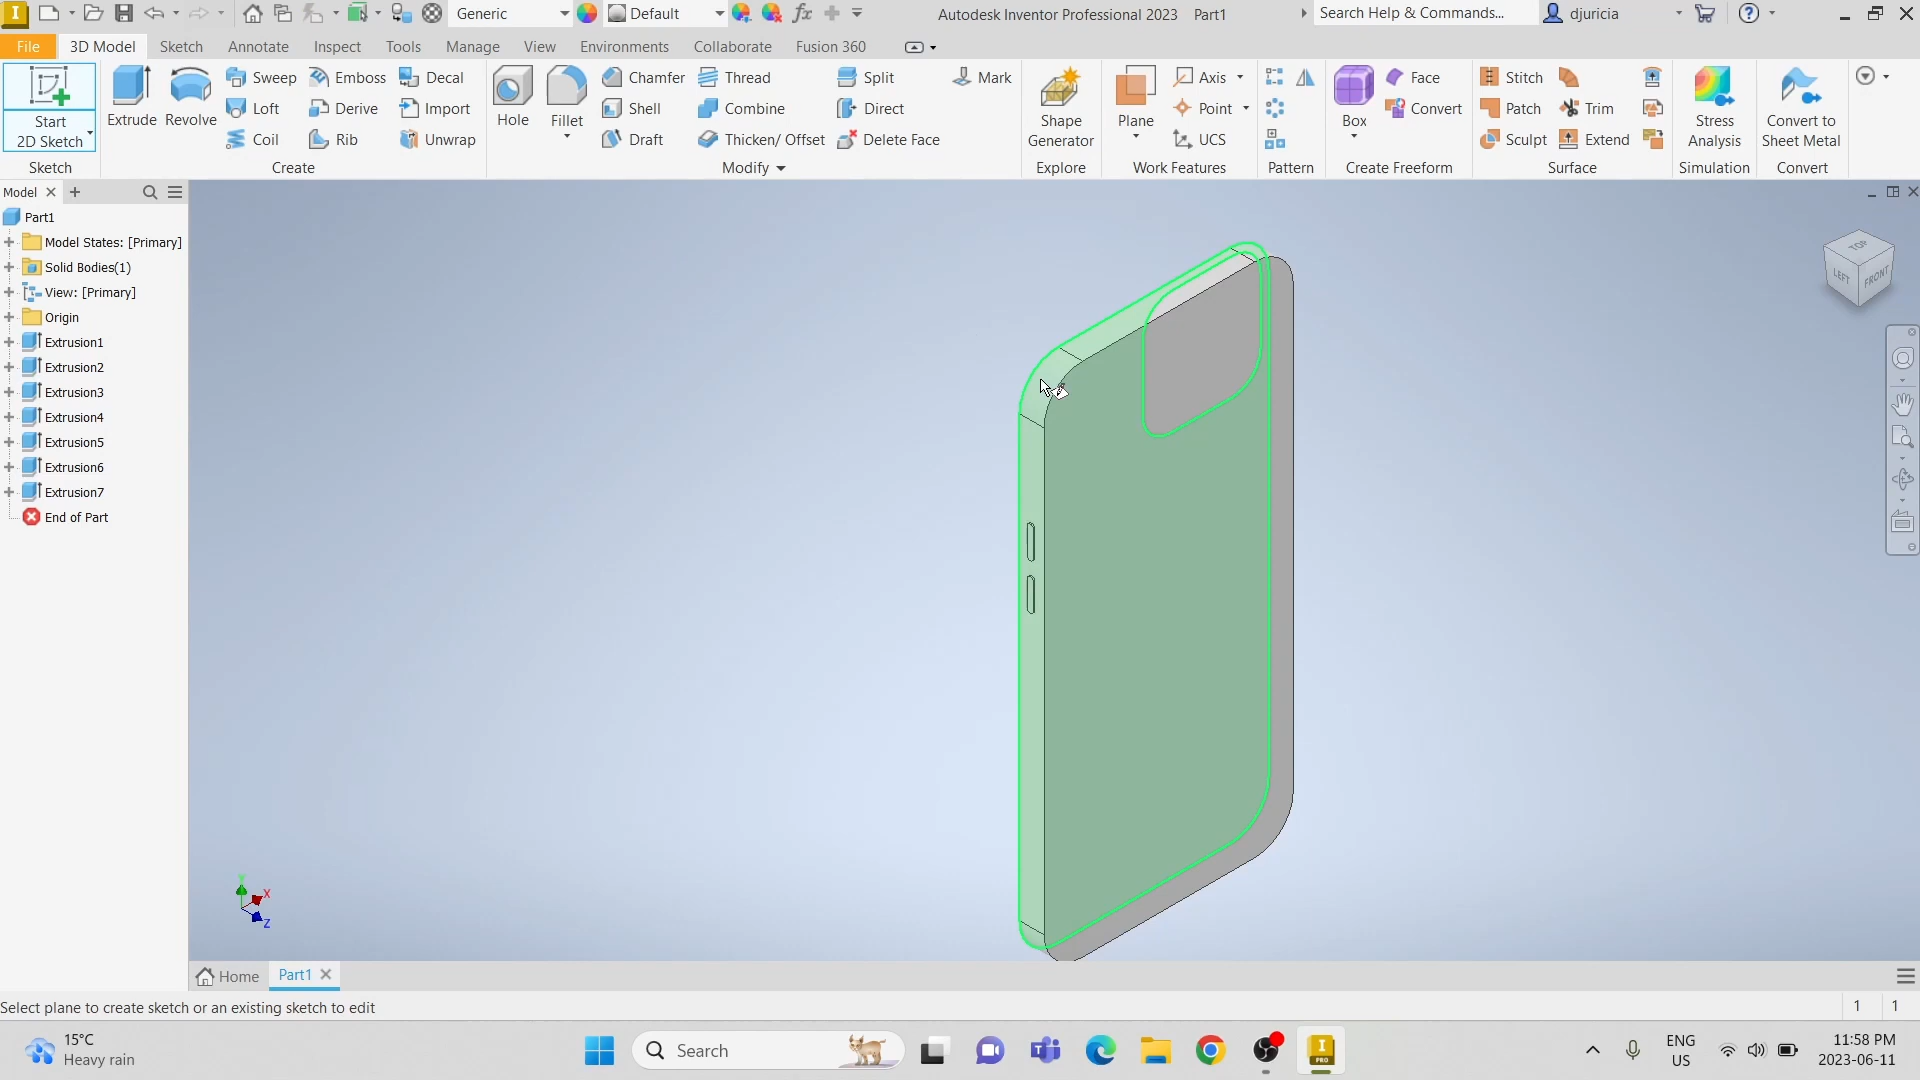 Generic
Default
Autodesk Inventor Professional 2023 Part1
Search Help & Commands...
djuricia
File 3D Model Sketch Annotate Inspect Tools Manage View Environments Collaborate Fusion 360
Start
2D Sketch
Sketch
Extrude Revolve
Sweep Emboss Decal
Loft Derive Import
Coil Rib Unwrap
Create
Hole Fillet
Chamfer Thread Split Mark
Shell Combine Direct
Draft Thicken/ Offset Delete Face
Modify
Shape
Generator
Explore
Plane
Axis
Point
UCS
Work Features
Pattern
Box
Face
Convert
Create Freeform
Stitch
Patch Trim
Sculpt Extend
Surface
Stress
Analysis
Simulation
Convert to
Sheet Metal
Convert
Model
Part1
Model States: [Primary]
Solid Bodies(1)
View: [Primary]
Origin
Extrusion1
Extrusion2
Extrusion3
Extrusion4
Extrusion5
Extrusion6
Extrusion7
End of Part
TOP
LEFT FRONT
Y
X
Z
Home Part1
Select plane to create sketch or an existing sketch to edit
1 1
15°C
Heavy rain
Search
PRO
ENG
US
11:58 PM
2023-06-11